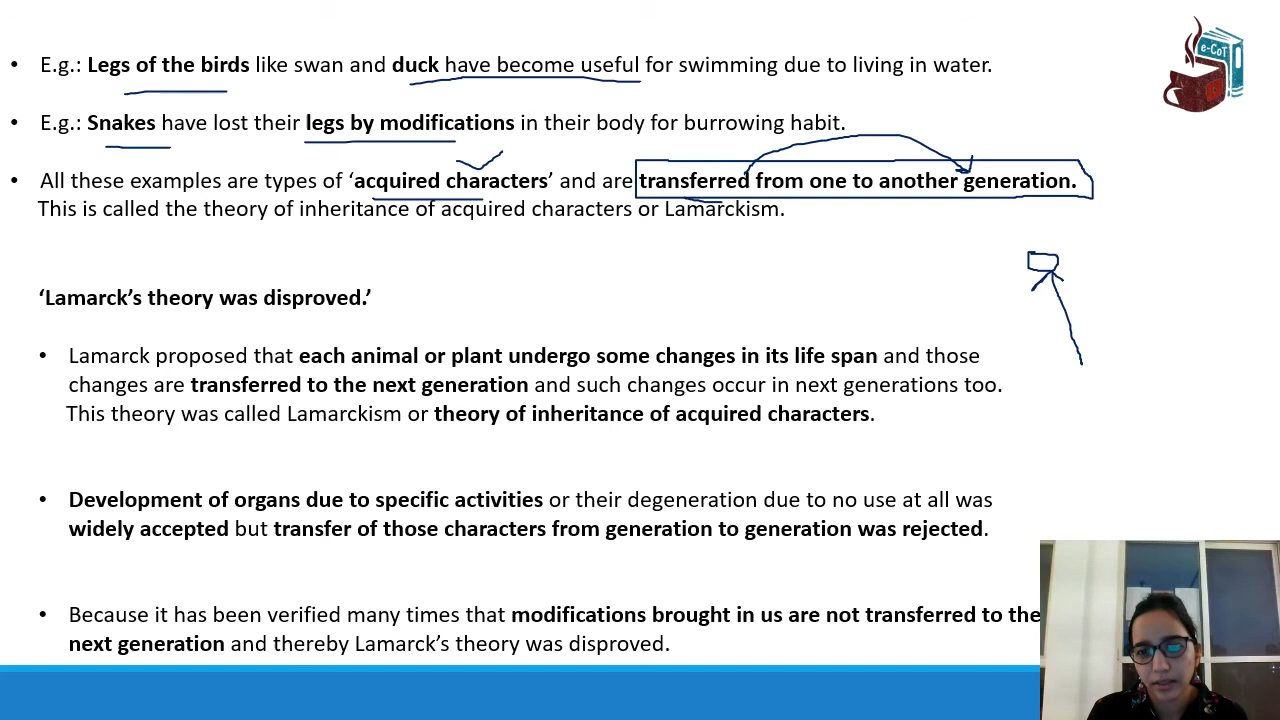 e-CoT
• E.g.: Legs of the birds like swan and duck have become useful for swimming due to living in water.
• E.g.: Snakes have lost their legs by modifications in their body for burrowing habit.
• All these examples are types of ‘acquired characters’ and are transferred from one to another generation.
This is called the theory of inheritance of acquired characters or Lamarckism.
‘Lamarck’s theory was disproved.’
• Lamarck proposed that each animal or plant undergo some changes in its life span and those
changes are transferred to the next generation and such changes occur in next generations too.
This theory was called Lamarckism or theory of inheritance of acquired characters.
• Development of organs due to specific activities or their degeneration due to no use at all was
widely accepted but transfer of those characters from generation to generation was rejected.
• Because it has been verified many times that modifications brought in us are not transferred to the
next generation and thereby Lamarck’s theory was disproved.